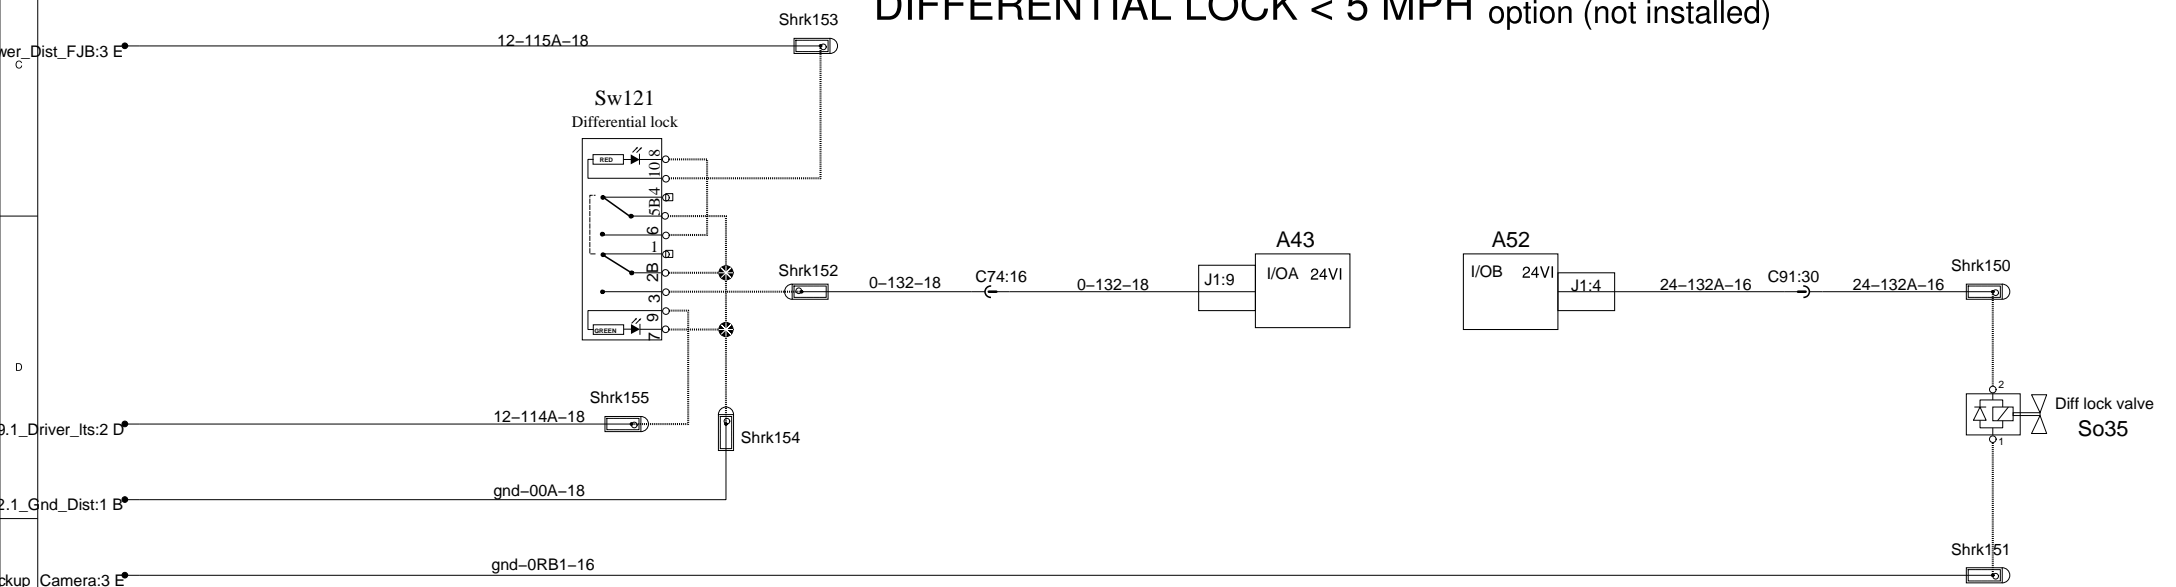 DIFFERENTIAL LOCK < 5 MPH option (not installed)
Shrk153
12–115A–18
wer_Dist_FJB:3 E
C
Sw121
Differential lock
RED
8
10
4
5B
6
1
2B
3
9
7
GREEN
Shrk152
0–132–18
C74:16
0–132–18
J1:9
A43
I/OA 24VI
A52
I/OB 24VI
J1:4
24–132A–16
C91:30
24–132A–16
Shrk150
D
Shrk155
12–114A–18
9.1_Driver_lts:2 D
Shrk154
2
Diff lock valve
So35
1
gnd–00A–18
2.1_Gnd_Dist:1 B
Shrk151
gnd–0RB1–16
ckup_Camera:3 E